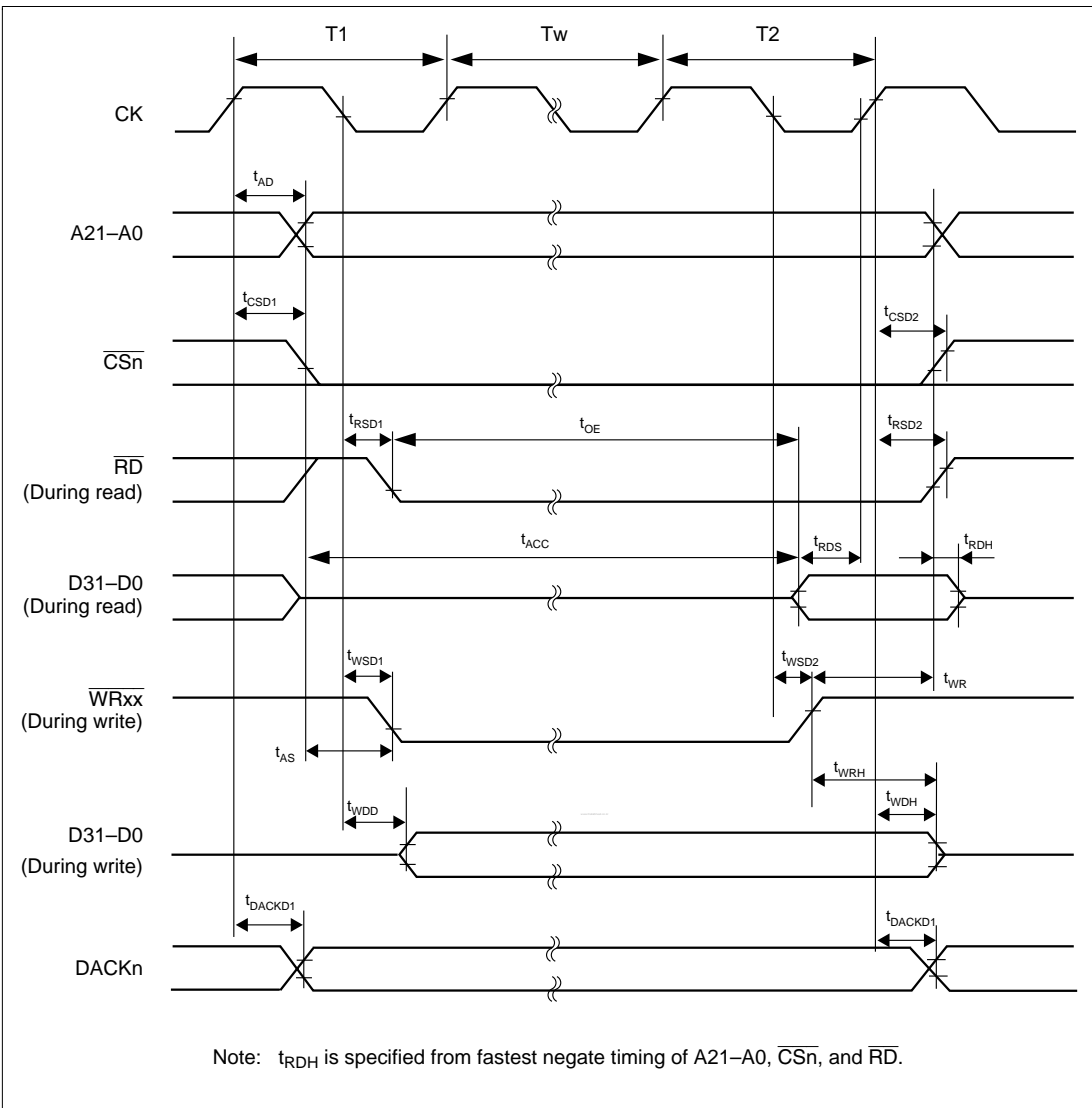 T1 Tw T2
CK
tAD
A21–A0
tCSD1 tCSD2
CSn
tRSD1 tOE tRSD2
RD
(During read)
tACC tRDS tRDH
D31–D0
(During read)
tWSD1 tWSD2 tWR
WRxx
(During write)
tAS
tWRH
tWDD tWDH
D31–D0
(During write)
tDACKD1 tDACKD1
DACKn
Note: tRDH is specified from fastest negate timing of A21–A0, CSn, and RD.